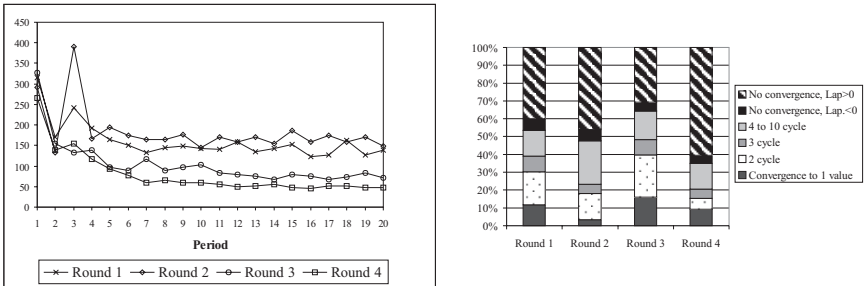 450
400
350
300
250
200
150
100
50
0
1 2 3 4 5 6 7 8 9 10 11 12 13 14 15 16 17 18 19 20
Period
Round 1 Round 2 Round 3 Round 4
100%
90%
80%
70%
60%
50%
40%
30%
20%
10%
0%
Round 1 Round 2 Round 3 Round 4
No convergence, Lap>0
No convergence, Lap.<0
4 to 10 cycle
3 cycle
2 cycle
Convergence to 1 value